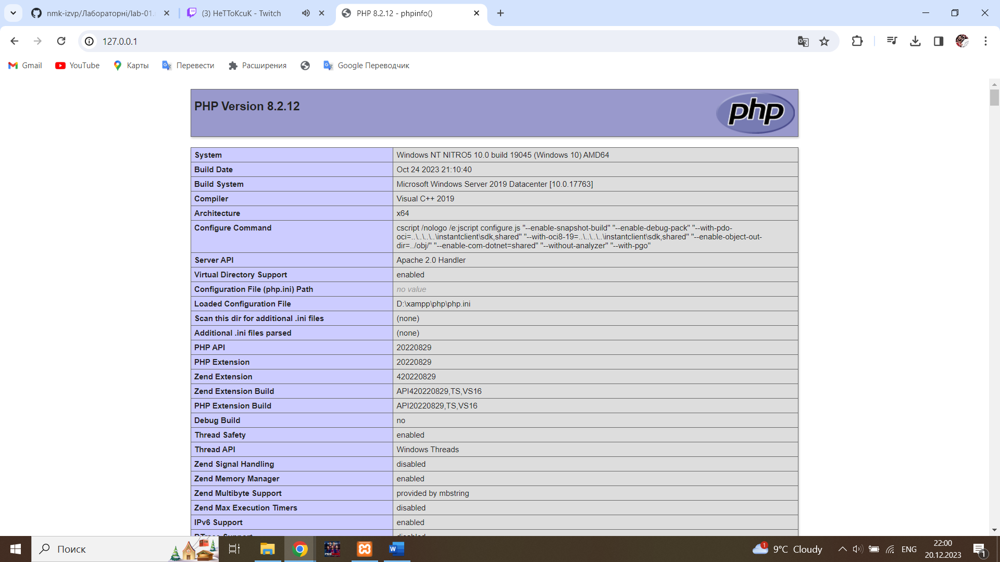 nmk-izvp/Лабораторні/lab-01.
(3) HeTToKcuK - Twitch
PHP 8.2.12 - phpinfo()
127.0.0.1
Gmail
YouTube
Карты
Перевести
Расширения
Google Переводчик
PHP Version 8.2.12
php
System Windows NT NITRO5 10.0 build 19045 (Windows 10) AMD64
Build Date Oct 24 2023 21:10:40
Build System Microsoft Windows Server 2019 Datacenter [10.0.17763]
Compiler Visual C++ 2019
Architecture x64
Configure Command cscript /nologo /e:jscript configure.js "--enable-snapshot-build" "--enable-debug-pack" "--with-pdo-
oci=..\..\..\..\instantclient\sdk,shared" "--with-oci8-19=..\..\..\..\instantclient\sdk,shared" "--enable-object-out-
dir=../obj/" "--enable-com-dotnet=shared" "--without-analyzer" "--with-pgo"
Server API Apache 2.0 Handler
Virtual Directory Support enabled
Configuration File (php.ini) Path no value
Loaded Configuration File D:\xampp\php\php.ini
Scan this dir for additional .ini files (none)
Additional .ini files parsed (none)
PHP API 20220829
PHP Extension 20220829
Zend Extension 420220829
Zend Extension Build API420220829,TS,VS16
PHP Extension Build API20220829,TS,VS16
Debug Build no
Thread Safety enabled
Thread API Windows Threads
Zend Signal Handling disabled
Zend Memory Manager enabled
Zend Multibyte Support provided by mbstring
Zend Max Execution Timers disabled
IPv6 Support enabled
DTrace Support disabled
Поиск
1
9°C Cloudy
ENG
22:00
20.12.2023
1